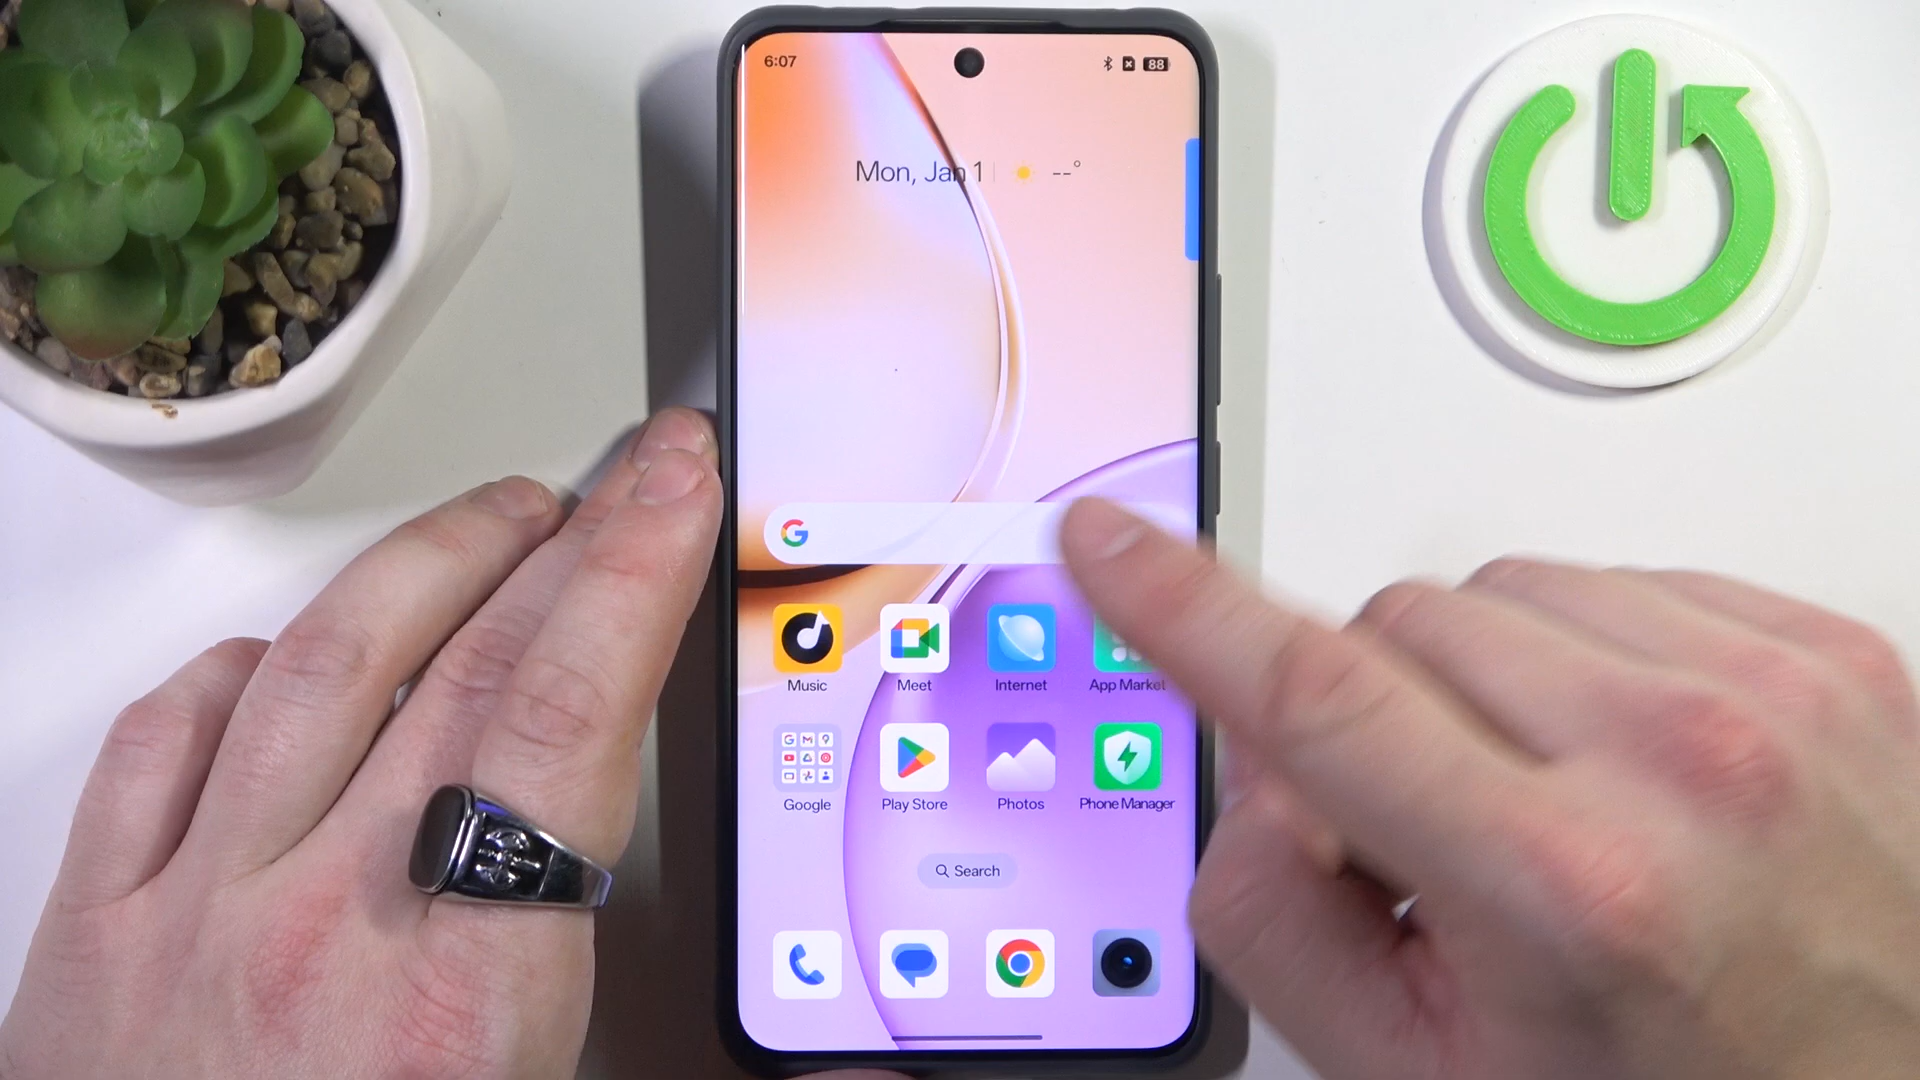 6:07
88
Mon, Jan 1
--°
G
Music
Meet
Internet
App Market
Google
Play Store
Photos
Phone Manager
Search